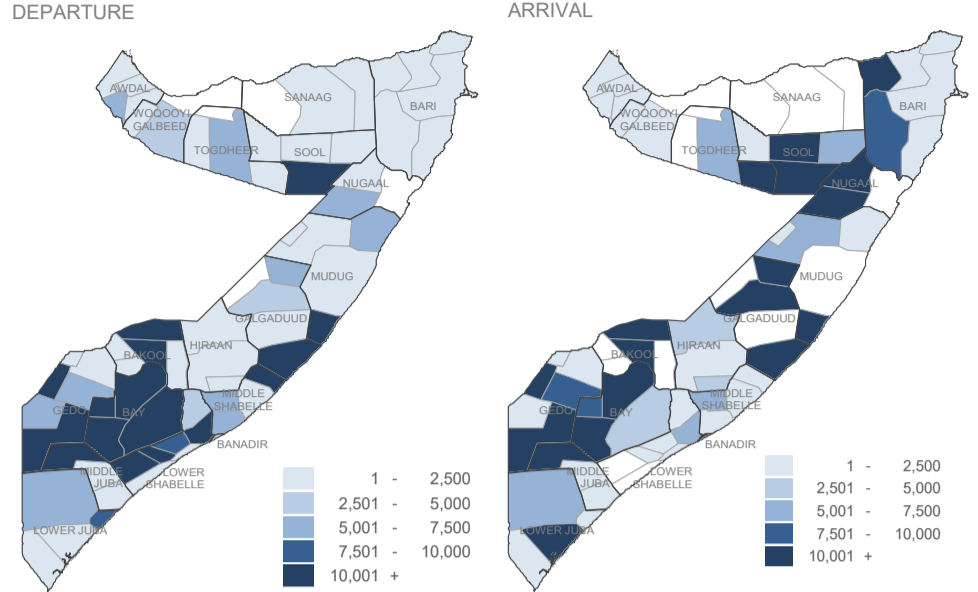 DEPARTURE
AWDAL
WOQOOYI
GALBEED
TOGDHEER
SANAAG
SOOL
BARI
NUGAAL
MUDUG
GALGADUUD
HIRAAN
BAKOOL
GEDO
BAY
MIDDLE
SHABELLE
BANADIR
LOWER
SHABELLE
MIDDLE
JUBA
LOWER JUBA
1 - 2,500
2,501 - 5,000
5,001 - 7,500
7,501 - 10,000
10,001 +
ARRIVAL
AWDAL
WOQOOYI
GALBEED
TOGDHEER
SANAAG
SOOL
BARI
NUGAAL
MUDUG
GALGADUUD
HIRAAN
BAKOOL
GEDO
BAY
MIDDLE
SHABELLE
BANADIR
LOWER
SHABELLE
MIDDLE
JUBA
LOWER JUBA
1 - 2,500
2,501 - 5,000
5,001 - 7,500
7,501 - 10,000
10,001 +